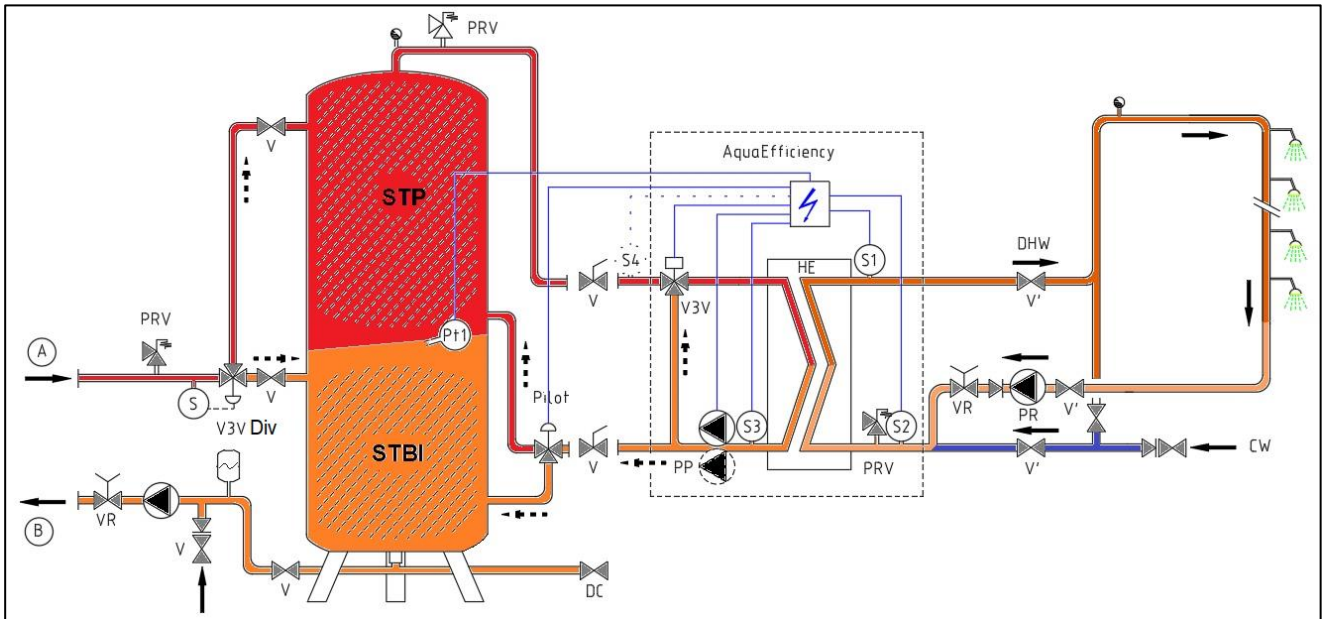 PRV
AquaEfficiency
V
STP
S4
S1
DHW
HE
V
V3V
V'
PRV
Pt1
A
V
Pilot
VR
PR
V'
S
V3V Div
S3
S2
V
STBI
PP
PRV
V'
CW
VR
B
V
V
DC